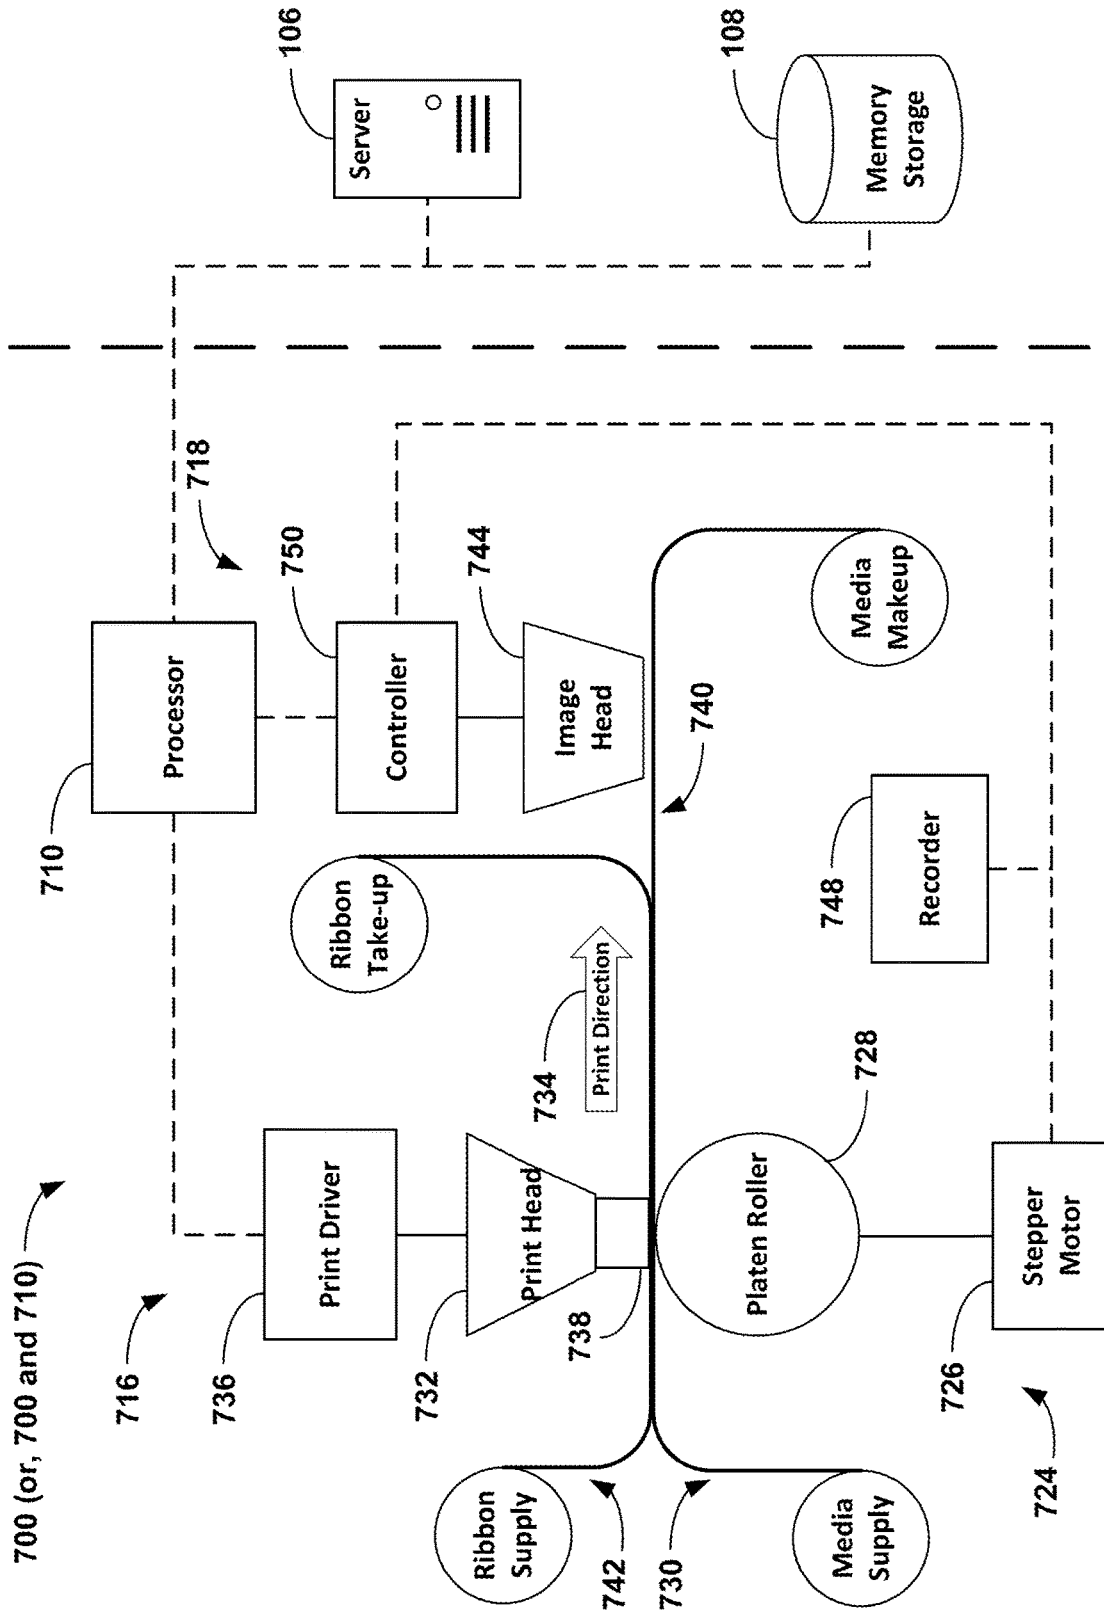 700 (or, 700 and 710)
716
736
Print Driver
732
Print Head
738
734
Print Direction
Ribbon
Supply
742
730
Media
Supply
Platen Roller
728
726
Stepper
Motor
724
710
Processor
718
750
Controller
744
Image
Head
Ribbon
Take-up
740
748
Recorder
Media
Makeup
106
Server
108
Memory
Storage